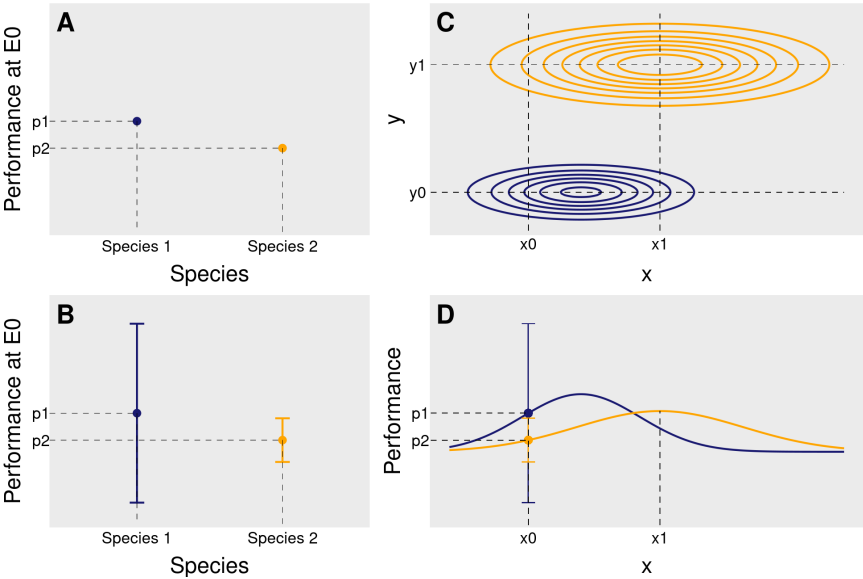 A
Performance at E0
p1
p2
Species 1
Species 2
Species
C
y
y1
y0
x0
x1
x
B
Performance at E0
p1
p2
Species 1
Species 2
Species
D
Performance
p1
p2
x0
x1
x